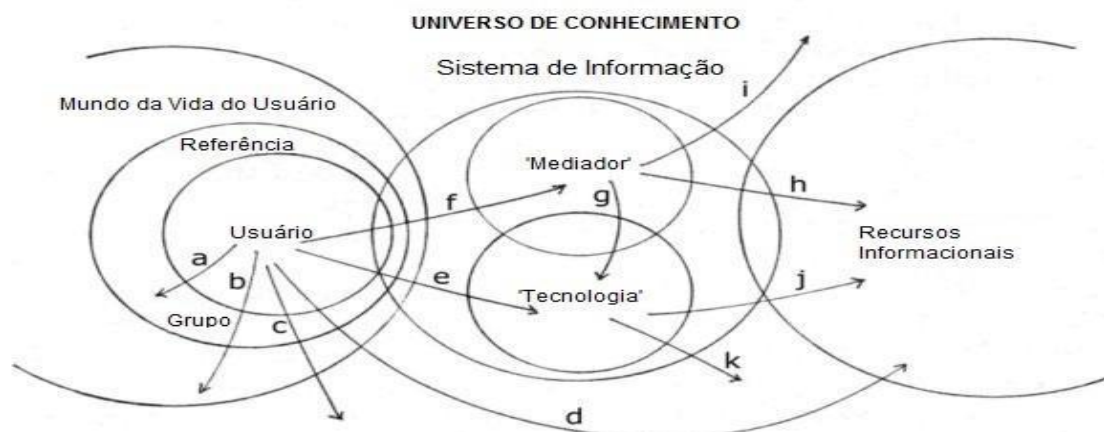 UNIVERSO DE CONHECIMENTO
Sistema de Informação
Mundo da Vida do Usuário
Referência
Usuário
Grupo
a
b
c
d
e
f
'Mediador'
g
'Tecnologia'
h
i
j
k
Recursos
Informacionais